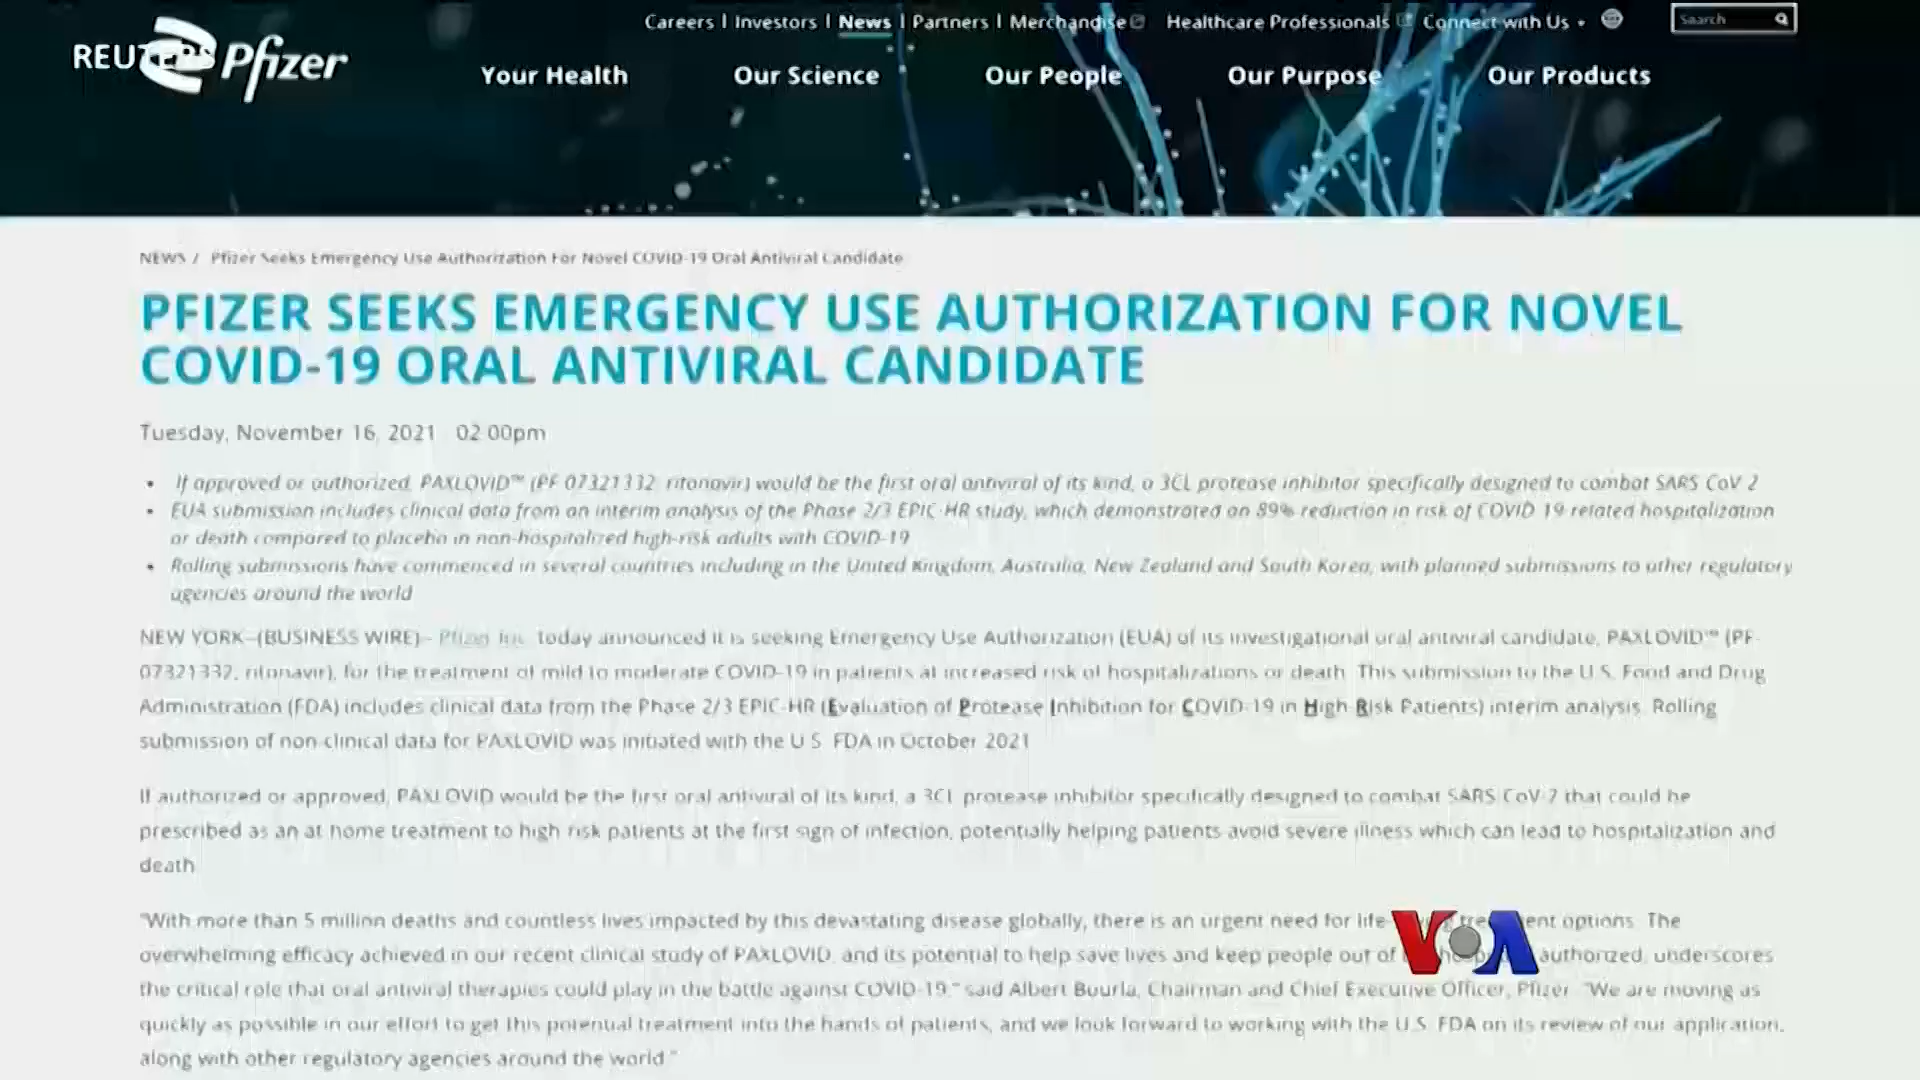 Careers | Investors | News | Partners | Merchandise Healthcare Professionals Connect with Us
Search
REUTERS
Pfizer
Your Health Our Science Our People Our Purpose Our Products
NEWS / Pfizer Seeks Emergency Use Authorization For Novel COVID-19 Oral Antiviral Candidate
PFIZER SEEKS EMERGENCY USE AUTHORIZATION FOR NOVEL
COVID-19 ORAL ANTIVIRAL CANDIDATE
Tuesday, November 16, 2021 02:00pm
• If approved or authorized, PAXLOVID™ (PF-07321332; ritonavir) would be the first oral antiviral of its kind, a 3CL protease inhibitor specifically designed to combat SARS-CoV-2
• EUA submission includes clinical data from an interim analysis of the Phase 2/3 EPIC-HR study, which demonstrated an 89% reduction in risk of COVID-19-related hospitalization
or death compared to placebo in non-hospitalized high-risk adults with COVID-19
• Rolling submissions have commenced in several countries including in the United Kingdom, Australia, New Zealand and South Korea, with planned submissions to other regulatory
agencies around the world
NEW YORK--(BUSINESS WIRE)-- Pfizer Inc. today announced it is seeking Emergency Use Authorization (EUA) of its investigational oral antiviral candidate, PAXLOVID™ (PF-
07321332; ritonavir), for the treatment of mild to moderate COVID-19 in patients at increased risk of hospitalizations or death. This submission to the U.S. Food and Drug
Administration (FDA) includes clinical data from the Phase 2/3 EPIC-HR (Evaluation of Protease Inhibition for COVID-19 in High-Risk Patients) interim analysis. Rolling
submission of non-clinical data for PAXLOVID was initiated with the U.S. FDA in October 2021.
If authorized or approved, PAXLOVID would be the first oral antiviral of its kind, a 3CL protease inhibitor specifically designed to combat SARS-CoV-2 that could be
prescribed as an at-home treatment to high-risk patients at the first sign of infection, potentially helping patients avoid severe illness which can lead to hospitalization and
death.
"With more than 5 million deaths and countless lives impacted by this devastating disease globally, there is an urgent need for life- options. The
overwhelming efficacy achieved in our recent clinical study of PAXLOVID, and its potential to help save lives and keep people out of authorized, underscores
the critical role that oral antiviral therapies could play in the battle against COVID-19," said Albert Bourla, Chairman and Chief Executive Officer, Pfizer. "We are moving as
quickly as possible in our effort to get this potential treatment into the hands of patients, and we look forward to working with the U.S. FDA on its review of our application,
along with other regulatory agencies around the world."
VOA